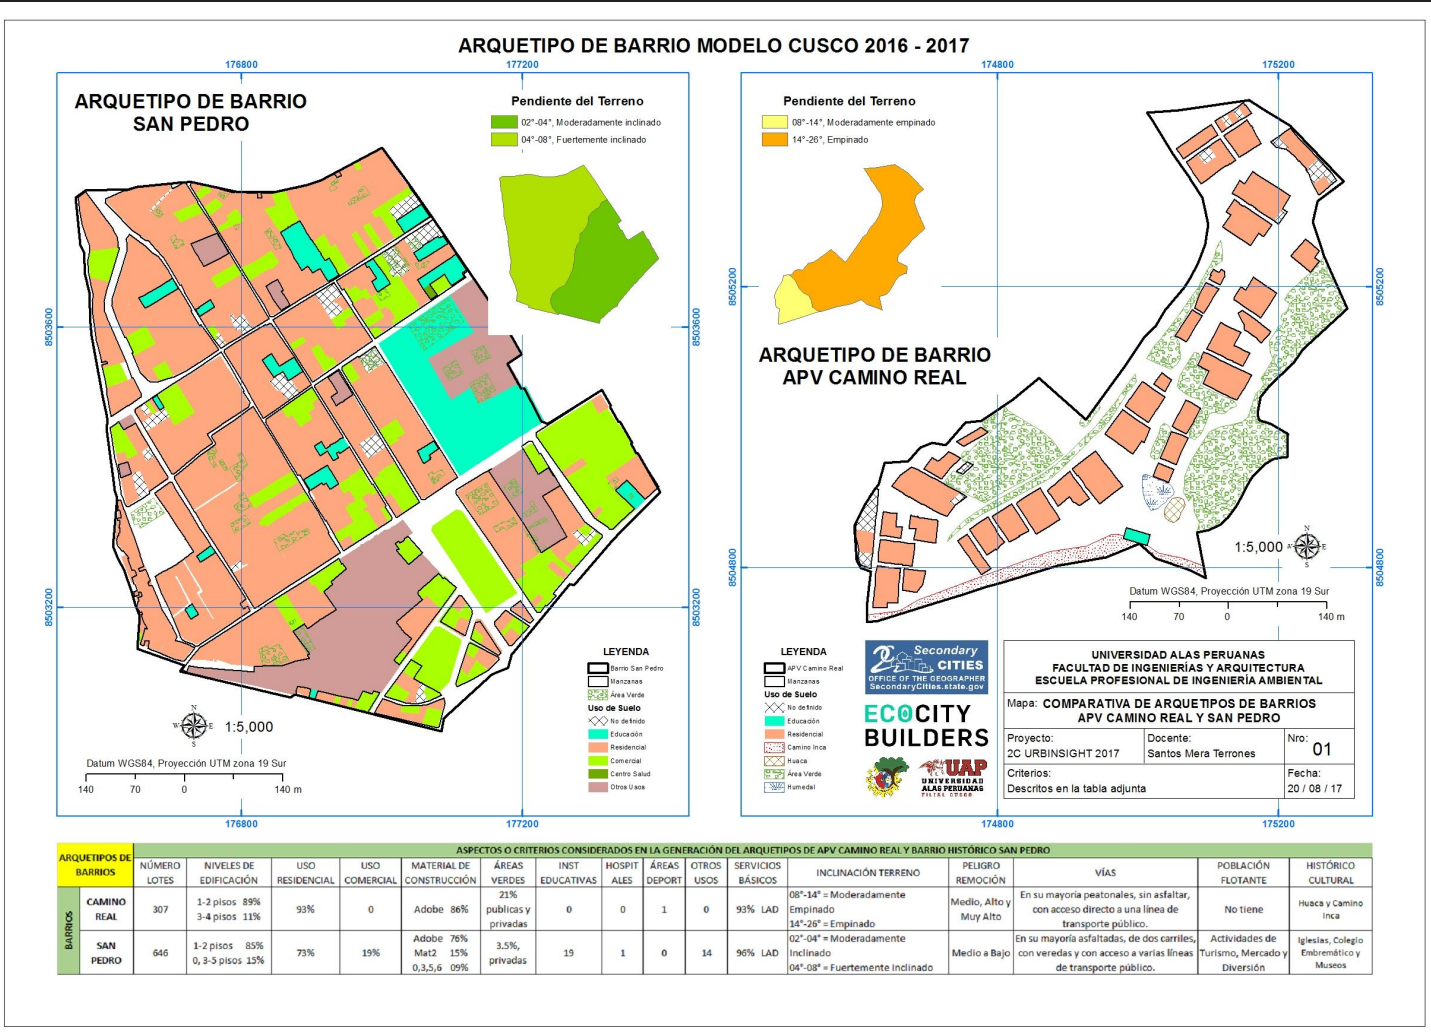 ARQUETIPO DE BARRIO MODELO CUSCO 2016 - 2017
176800
177200
174800
175200
ARQUETIPO DE BARRIO
SAN PEDRO
Pendiente del Terreno
02°-04°, Moderadamente inclinado
04°-08°, Fuertemente inclinado
Pendiente del Terreno
08°-14°, Moderadamente empinado
14°-26°, Empinado
ARQUETIPO DE BARRIO
APV CAMINO REAL
8503600
8503600
8503200
8503200
8505200
8505200
8504800
8504800
N
W
E
S
1:5,000
Datum WGS84, Proyección UTM zona 19 Sur
140
70
0
140 m
LEYENDA
Barrio San Pedro
Manzanas
Área Verde
Uso de Suelo
No definido
Educación
Residencial
Comercial
Centro Salud
Otros Usos
N
W
E
S
1:5,000
Datum WGS84, Proyección UTM zona 19 Sur
140
70
0
140 m
LEYENDA
APV Camino Real
Manzanas
Uso de Suelo
No definido
Educación
Residencial
Camino Inca
Huaca
Área Verde
Humedal
2C Secondary
CITIES
OFFICE OF THE GEOGRAPHER
SecondaryCities.state.gov
ECOCITY
BUILDERS
UAP
UNIVERSIDAD
ALAS PERUANAS
FILIAL CUSCO
UNIVERSIDAD ALAS PERUANAS
FACULTAD DE INGENIERÍAS Y ARQUITECTURA
ESCUELA PROFESIONAL DE INGENIERÍA AMBIENTAL
Mapa: COMPARATIVA DE ARQUETIPOS DE BARRIOS
APV CAMINO REAL Y SAN PEDRO
Proyecto:
2C URBINSIGHT 2017
Docente:
Santos Mera Terrones
Nro:
01
Criterios:
Descritos en la tabla adjunta
Fecha:
20 / 08 / 17
176800
177200
174800
175200
ARQUETIPOS DE
BARRIOS
ASPECTOS O CRITERIOS CONSIDERADOS EN LA GENERACIÓN DEL ARQUETIPOS DE APV CAMINO REAL Y BARRIO HISTÓRICO SAN PEDRO
NÚMERO
LOTES
NIVELES DE
EDIFICACIÓN
USO
RESIDENCIAL
USO
COMERCIAL
MATERIAL DE
CONSTRUCCIÓN
ÁREAS
VERDES
INST
EDUCATIVAS
HOSPIT
ALES
ÁREAS
DEPORT
OTROS
USOS
SERVICIOS
BÁSICOS
INCLINACIÓN TERRENO
PELIGRO
REMOCIÓN
VÍAS
POBLACIÓN
FLOTANTE
HISTÓRICO
CULTURAL
BARRIOS
CAMINO
REAL
307
1-2 pisos 89%
3-4 pisos 11%
93%
0
Adobe 86%
21%
publicas y
privadas
0
0
1
0
93% LAD
08°-14° = Moderadamente
Empinado
14°-26° = Empinado
Medio, Alto y
Muy Alto
En su mayoría peatonales, sin asfaltar,
con acceso directo a una línea de
transporte público.
No tiene
Huaca y Camino
Inca
SAN
PEDRO
646
1-2 pisos 85%
0, 3-5 pisos 15%
73%
19%
Adobe 76%
Mat2 15%
0,3,5,6 09%
3.5%,
privadas
19
1
0
14
96% LAD
02°-04° = Moderadamente
Inclinado
04°-08° = Fuertemente Inclinado
Medio a Bajo
En su mayoría asfaltadas, de dos carriles,
con veredas y con acceso a varias líneas
de transporte público.
Actividades de
Turismo, Mercado y
Diversión
Iglesias, Colegio
Embremático y
Museos